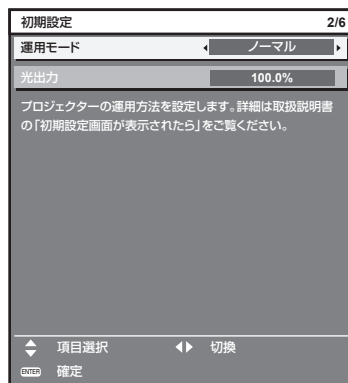 初期設定 2/6
運用モード ノーマル
光出力 100.0%
プロジェクターの運用方法を設定します。詳細は取扱説明書
の「初期設定画面が表示されたら」をご覧ください。
項目選択 切換
ENTER 確定